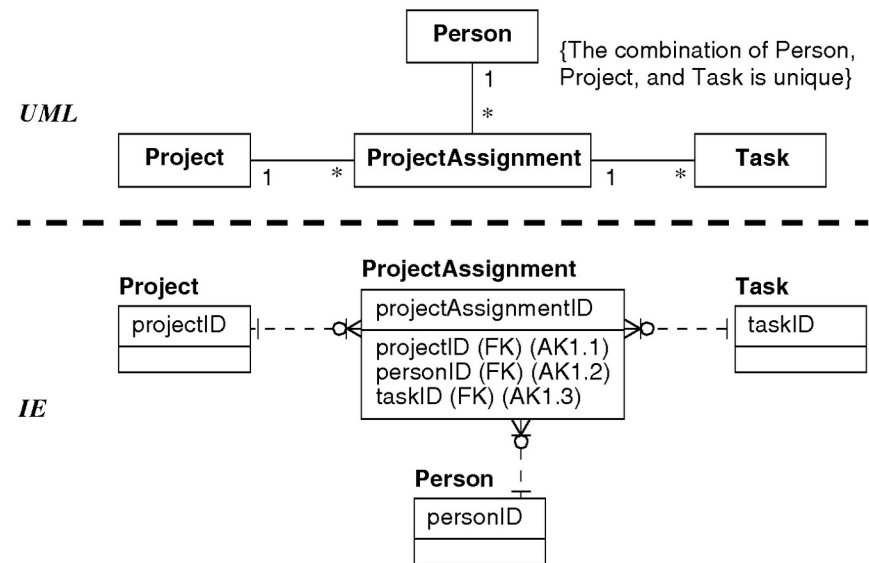 Person
{The combination of Person,
Project, and Task is unique}
1
*
UML
Project
ProjectAssignment
Task
1
*
1
*
ProjectAssignment
Project
Task
projectID
projectAssignmentID
taskID
projectID (FK) (AK1.1)
personID (FK) (AK1.2)
taskID (FK) (AK1.3)
IE
Person
personID